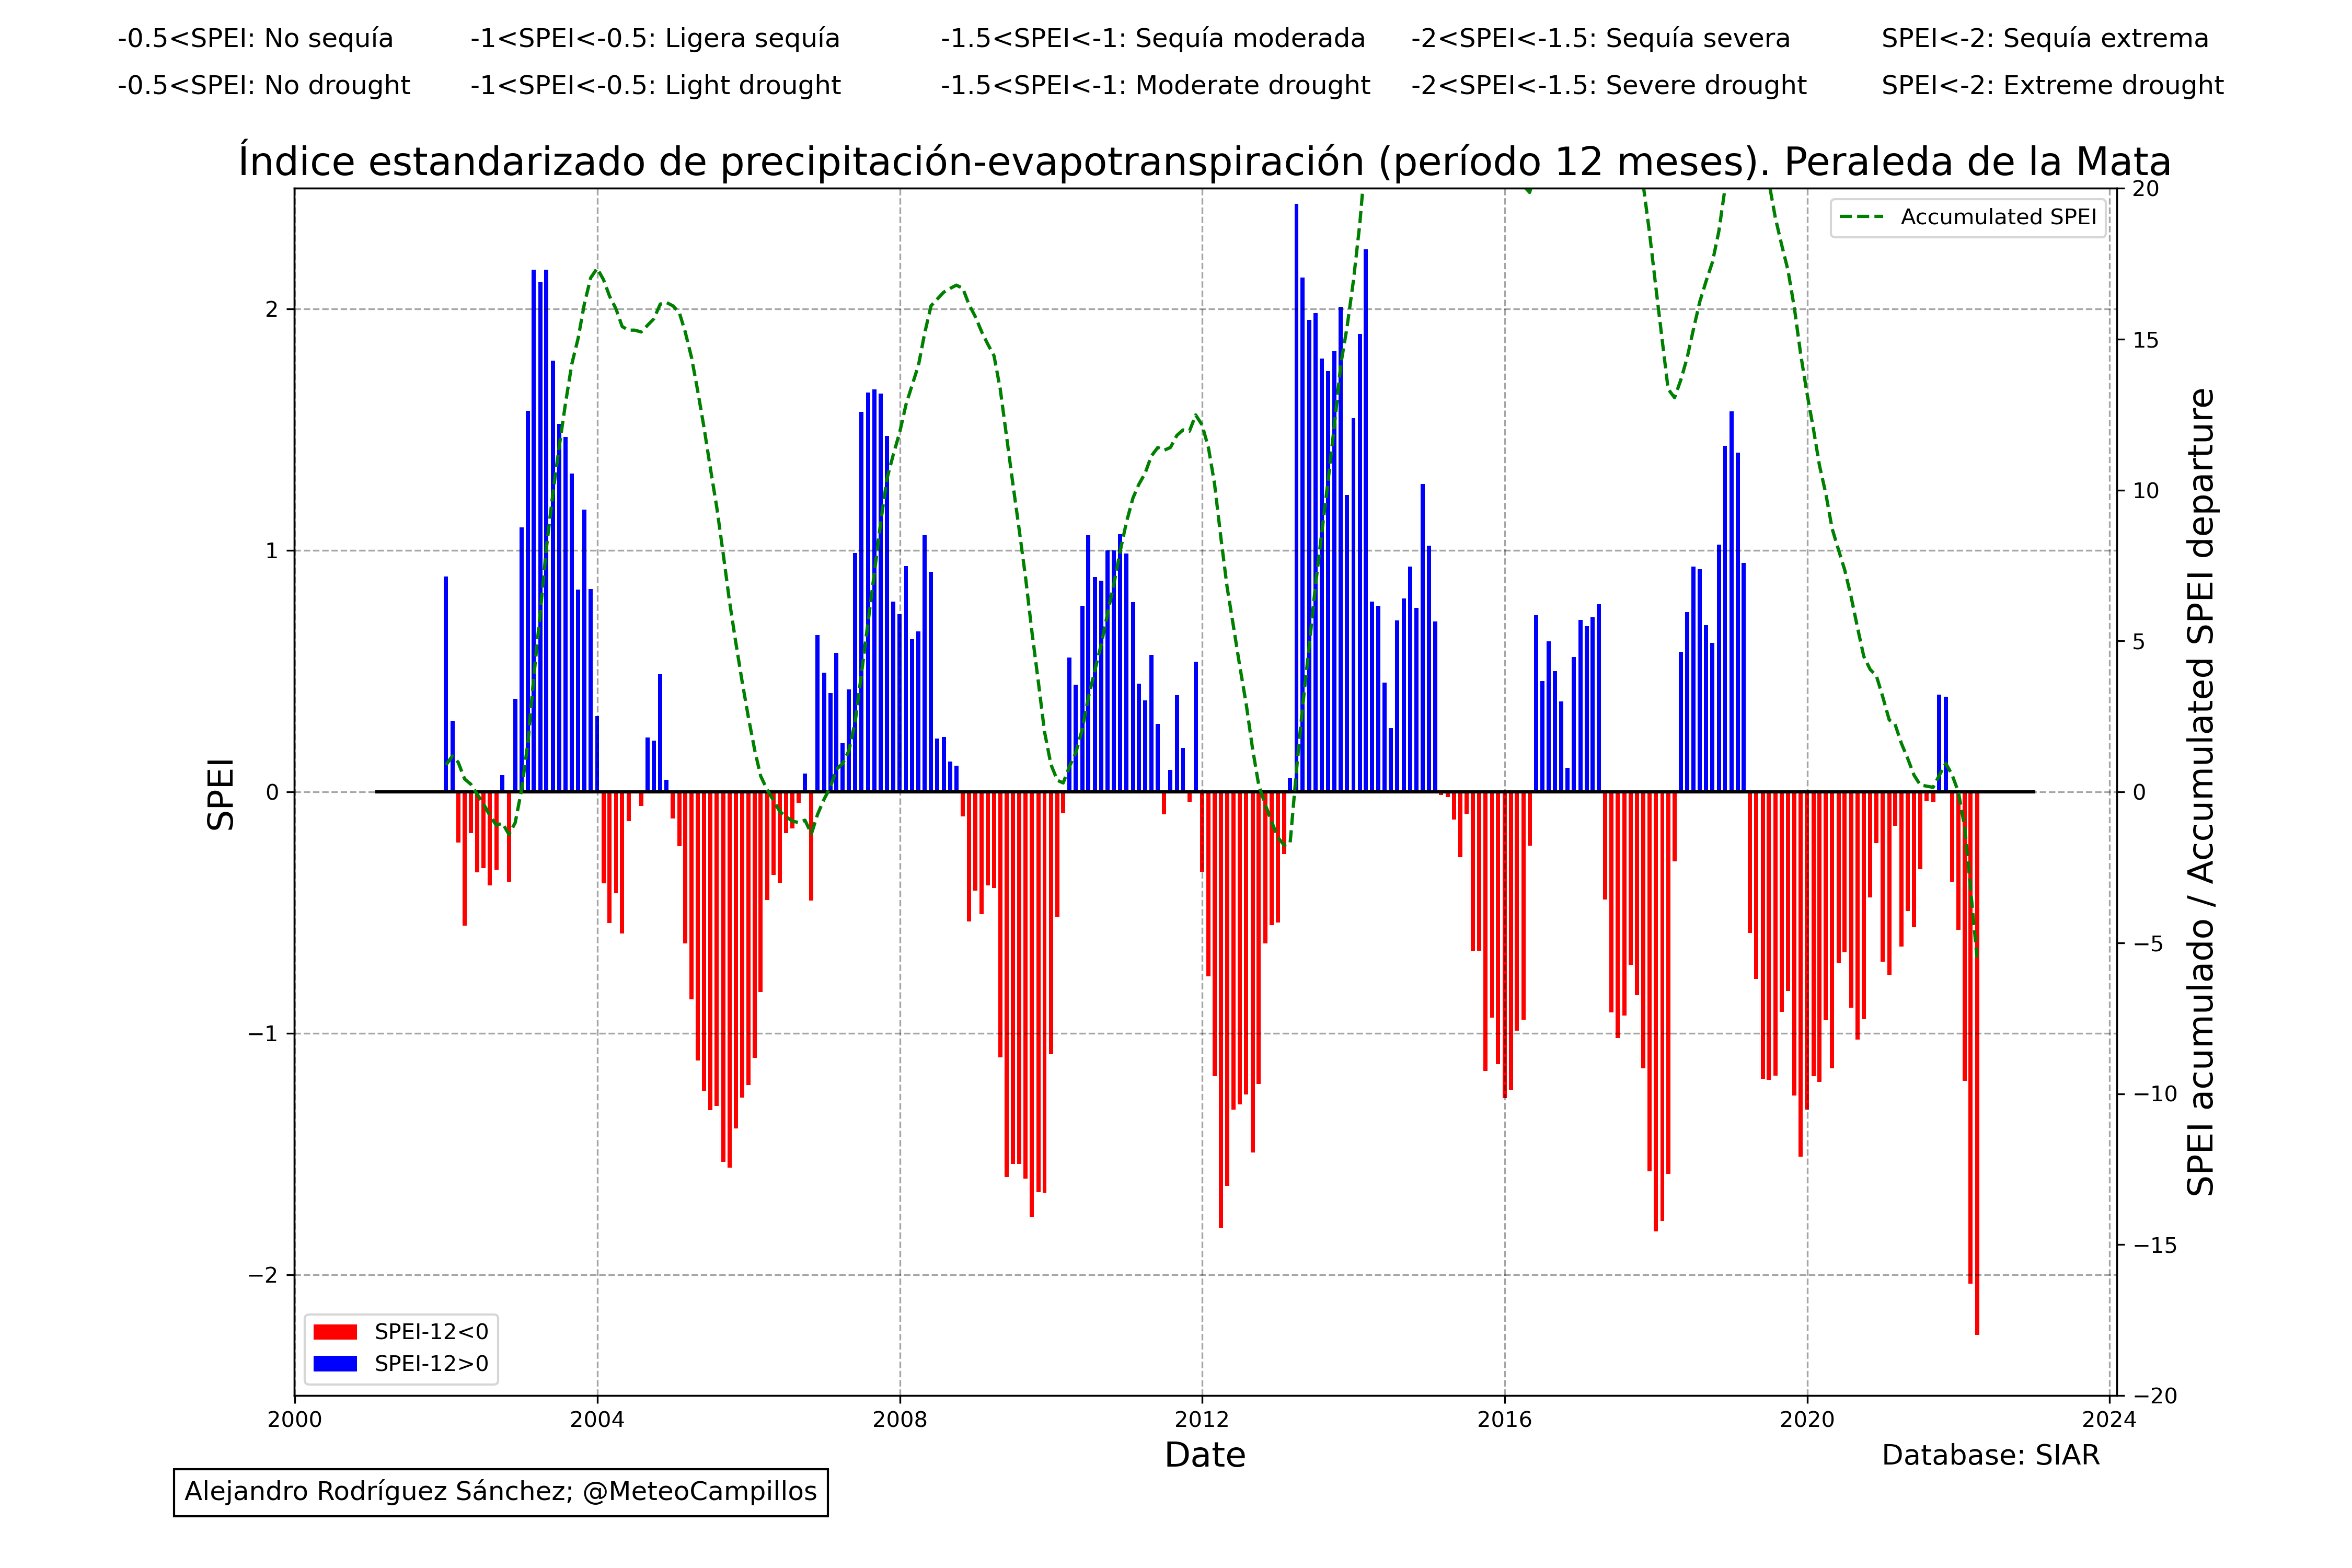 -0.5<SPEI: No sequía -1<SPEI<-0.5: Ligera sequía -1.5<SPEI<-1: Sequía moderada -2<SPEI<-1.5: Sequía severa SPEI<-2: Sequía extrema
-0.5<SPEI: No drought -1<SPEI<-0.5: Light drought -1.5<SPEI<-1: Moderate drought -2<SPEI<-1.5: Severe drought SPEI<-2: Extreme drought
Índice estandarizado de precipitación-evapotranspiración (período 12 meses). Peraleda de la Mata
Accumulated SPEI
SPEI
2
1
0
−1
−2
20
15
10
5
0
−5
−10
−15
−20
SPEI acumulado / Accumulated SPEI departure
SPEI-12<0
SPEI-12>0
2000 2004 2008 2012 2016 2020 2024
Date
Database: SIAR
Alejandro Rodríguez Sánchez; @MeteoCampillos